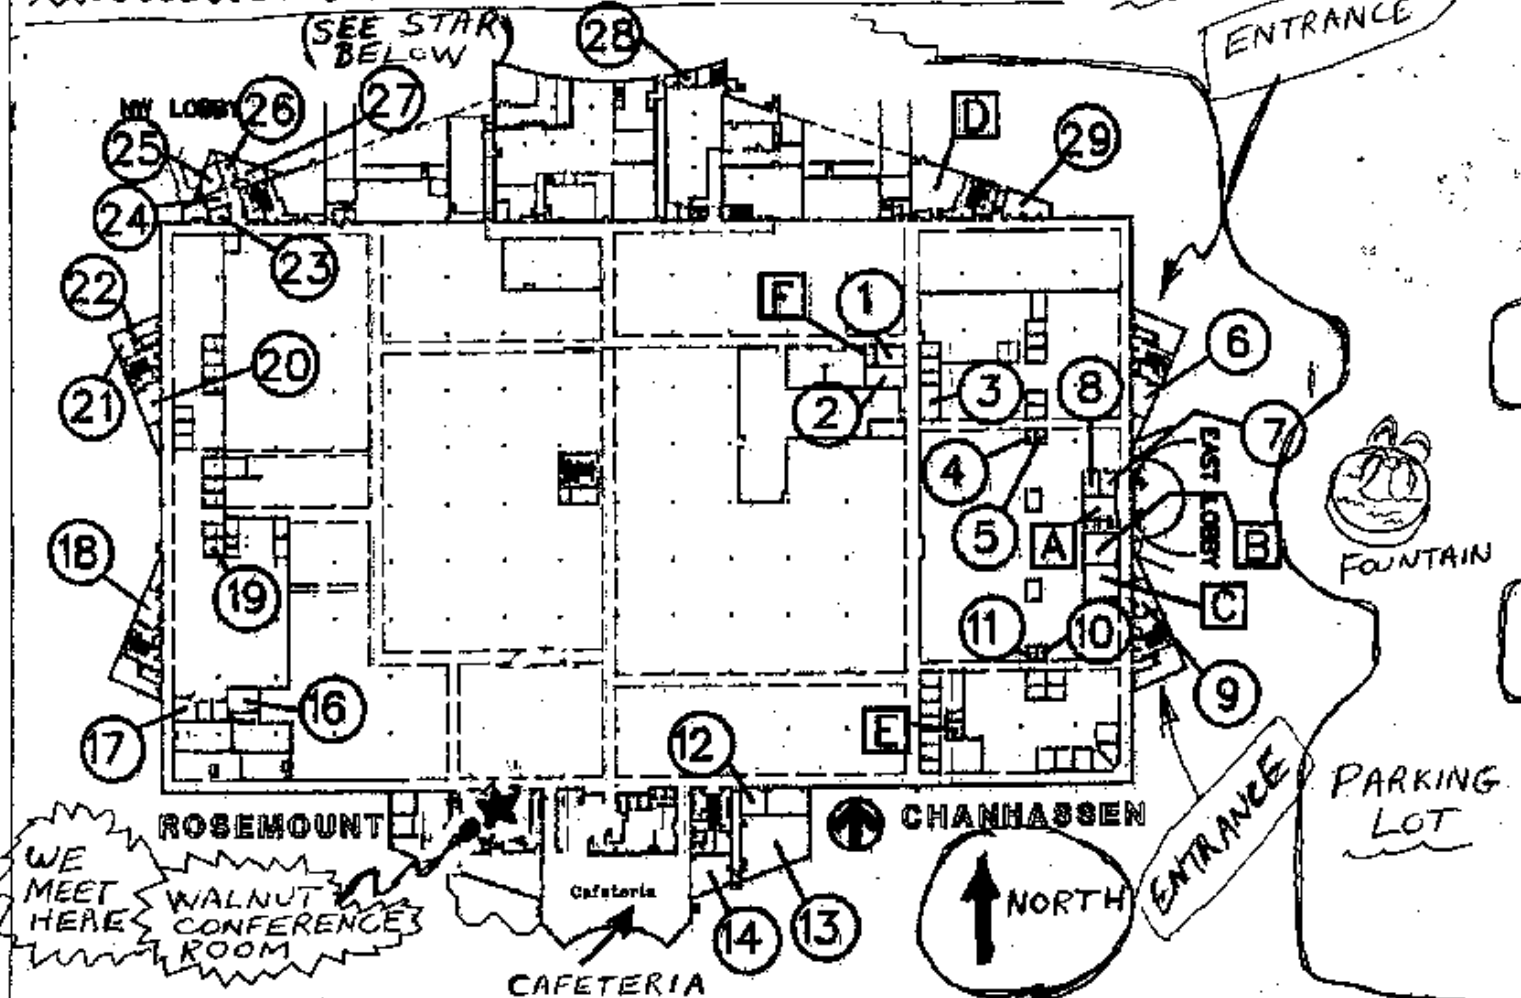 ENTRANCE
(SEE STAR
BELOW)
28
NW LOBBY
26
27
25
D
29
24
23
22
F
1
20
6
21
3
8
2
7
4
EAST LOBBY
5
A
B
18
FOUNTAIN
19
C
11
10
9
16
17
E
12
PARKING
LOT
ROSEMOUNT
CHANHASSEN
ENTRANCE
WE
MEET
HERE
WALNUT
CONFERENCE
ROOM
Cafeteria
NORTH
14
13
CAFETERIA